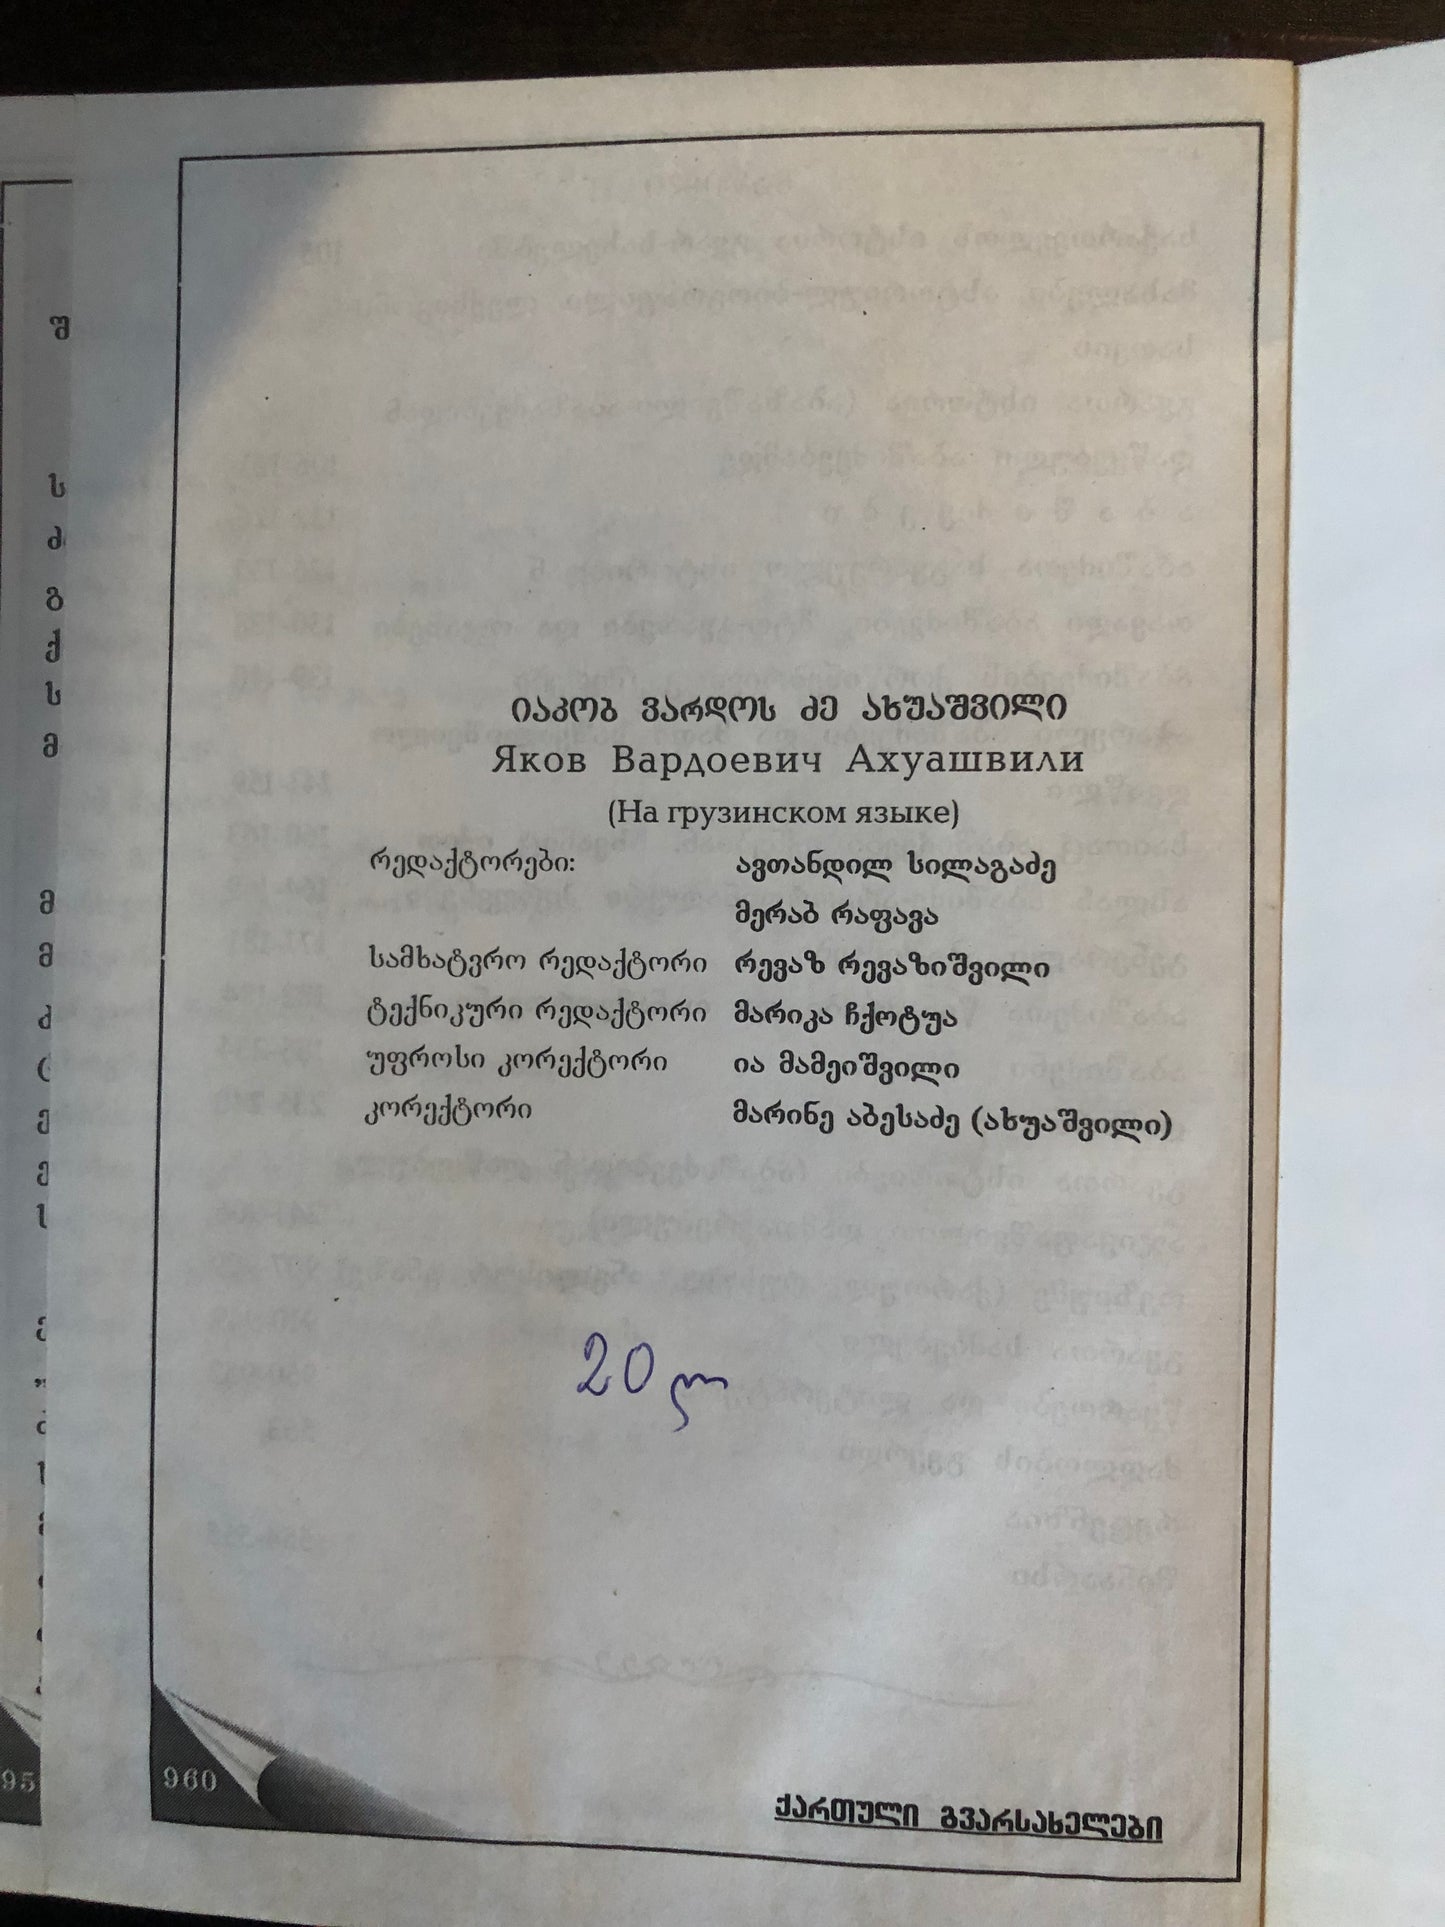 იაკობ ვარდოს ძე ახუაშვილი
Яков Вардоевич Ахуашвили
(На грузинском языке)
რედაქტორები: ავთანდილ სილაგაძე
მერაბ რაფავა
სამხატვრო რედაქტორი რევაზ რევაზიშვილი
ტექნიკური რედაქტორი მარიკა ჩქოტუა
უფროსი კორექტორი ია მამეიშვილი
კორექტორი მარინე აბესაძე (ახუაშვილი)
20 ლ
960
ქართული გვარსახელები